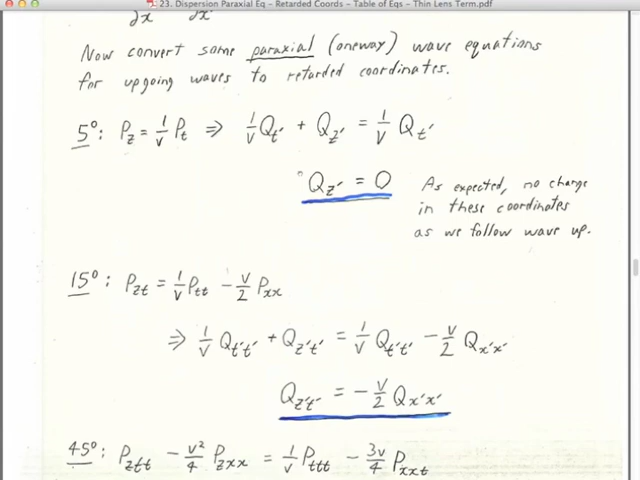 23. Dispersion Paraxial Eq - Retarded Coords - Table of Eqs - Thin Lens Term.pdf
∂x ∂x′
Now convert some paraxial (oneway) wave equations
for upgoing waves to retarded coordinates.
5°: P_z = 1/v P_t ⇒ 1/v Q_t′ + Q_z′ = 1/v Q_t′
Q_z′ = 0
As expected, no change
in these coordinates
as we follow wave up.
15°: P_zt = 1/v P_tt - v/2 P_xx
⇒ 1/v Q_t′t′ + Q_z′t′ = 1/v Q_t′t′ - v/2 Q_x′x′
Q_z′t′ = - v/2 Q_x′x′
45°: P_ztt - v²/4 P_zxx = 1/v P_ttt - 3v/4 P_xxt